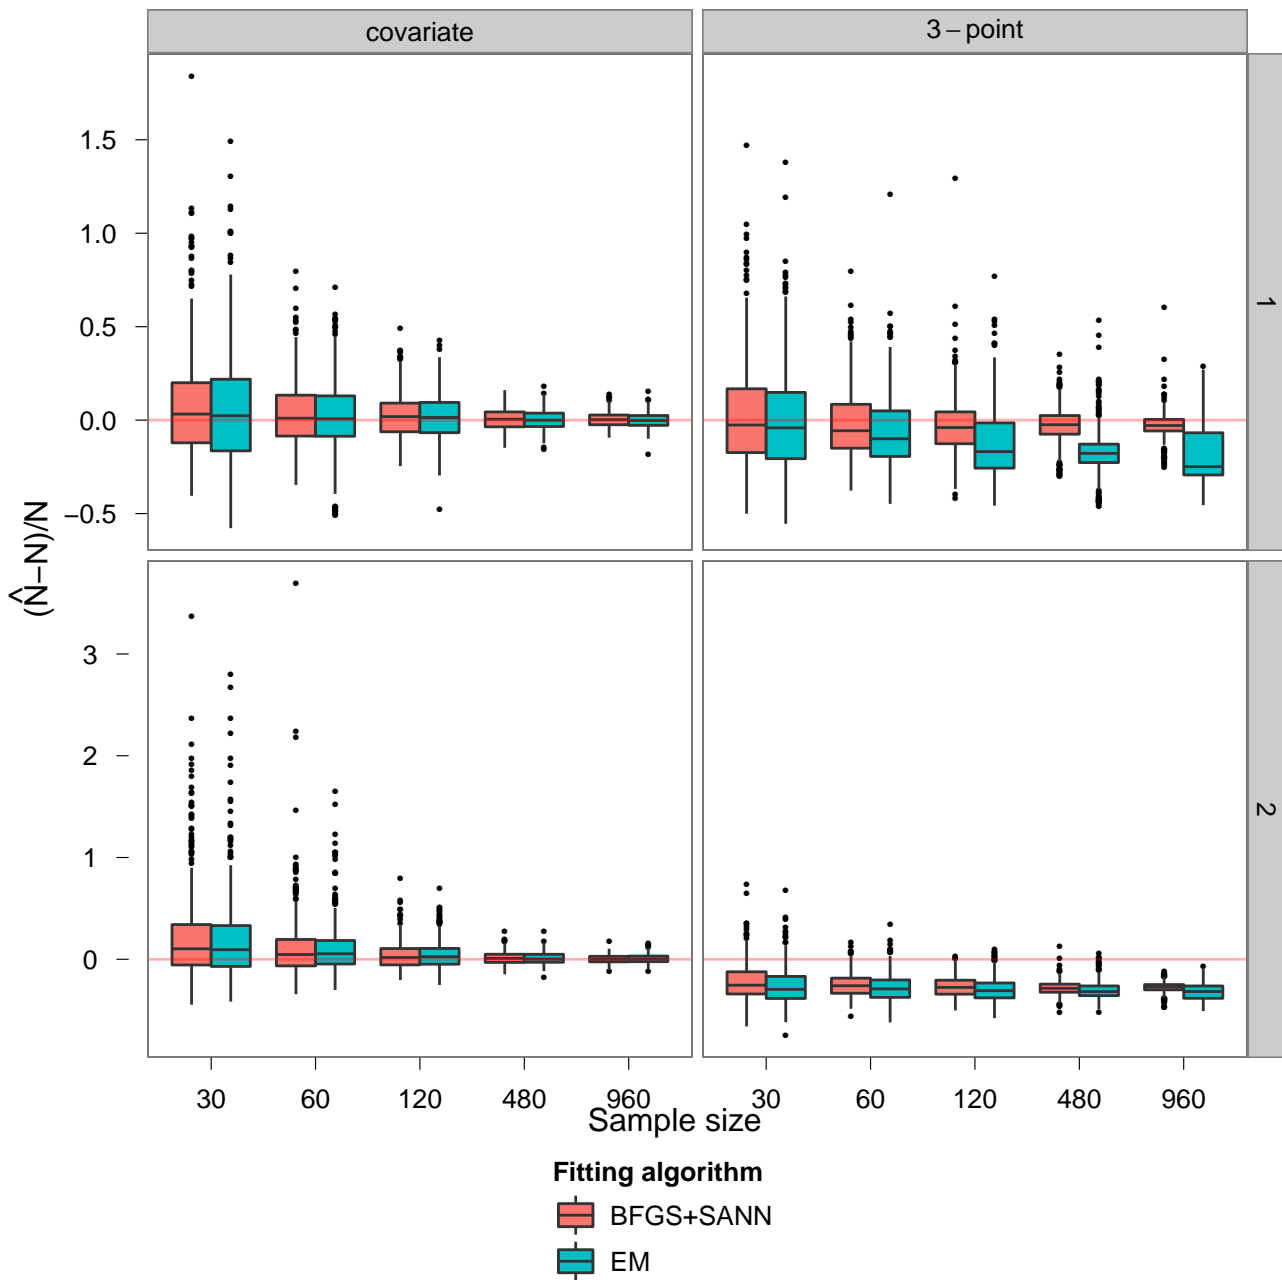 covariate
3 – point
1.5
1.0
0.5
0.0
−0.5
1
(N̂−N)/N
3
2
1
0
2
30 60 120 480 960
30 60 120 480 960
Sample size
Fitting algorithm
BFGS+SANN
EM